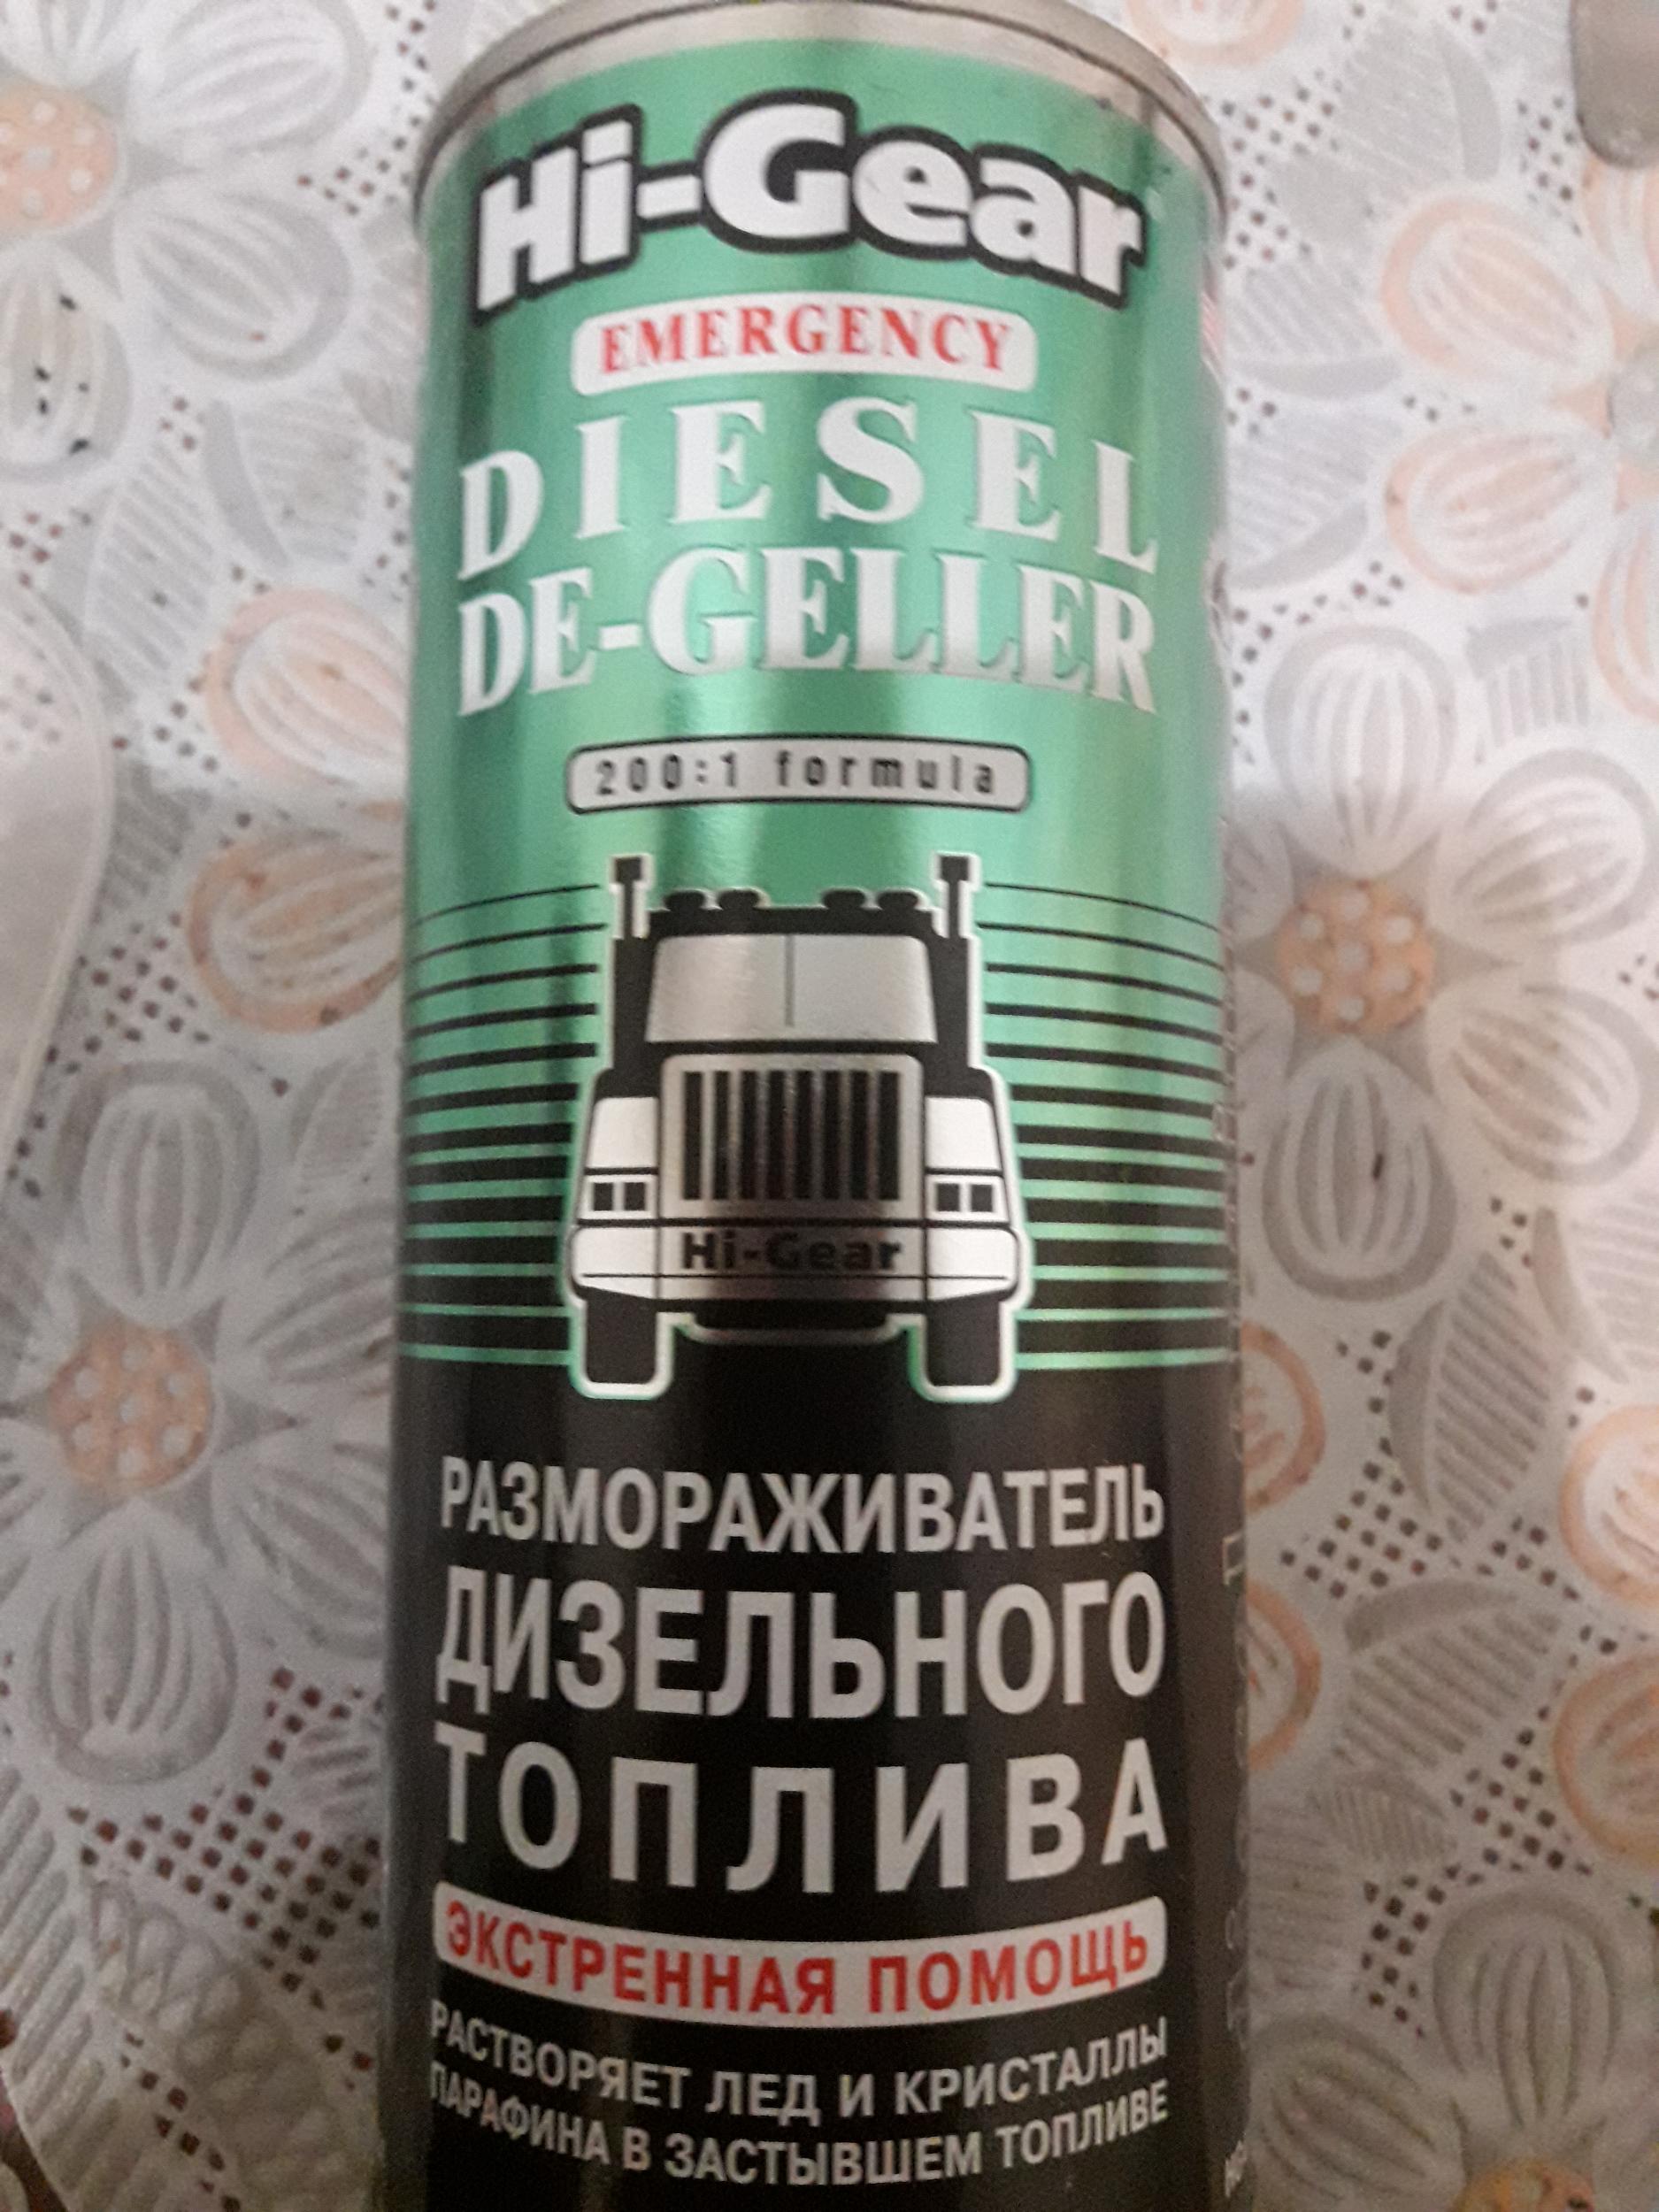 Hi-Gear
EMERGENCY
DIESEL
DE-GELLER
200:1 formula
Hi-Gear
РАЗМОРАЖИВАТЕЛЬ
ДИЗЕЛЬНОГО
ТОПЛИВА
ЭКСТРЕННАЯ ПОМОЩЬ
РАСТВОРЯЕТ ЛЕД И КРИСТАЛЛЫ
ПАРАФИНА В ЗАСТЫВШЕМ ТОПЛИВЕ